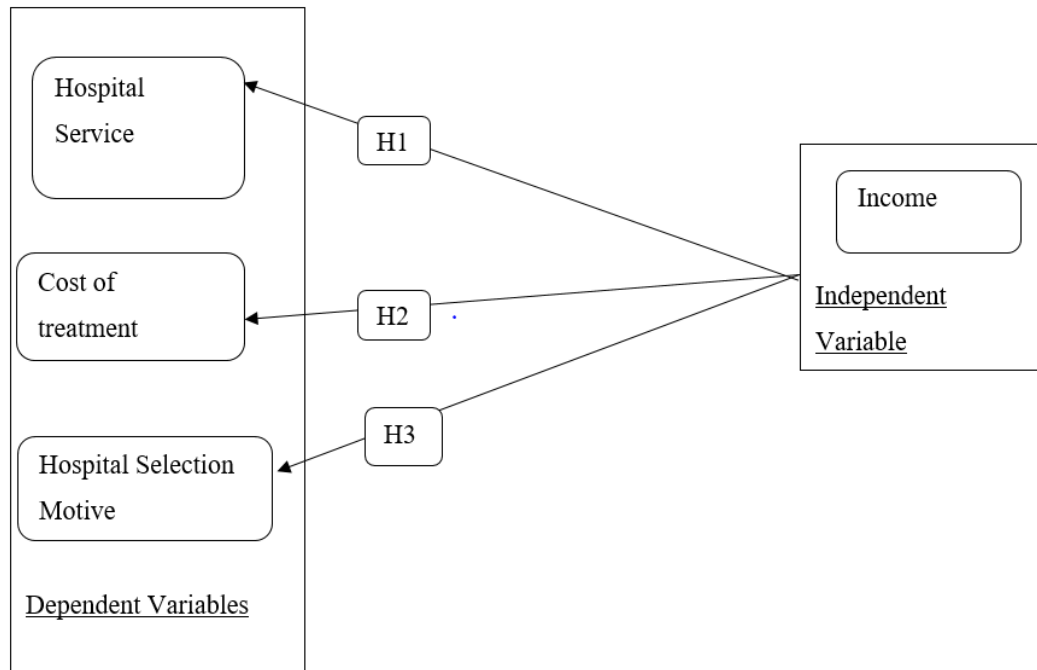 Hospital
Service
H1
Income
Cost of
treatment
H2
Independent
Variable
Hospital Selection
Motive
H3
Dependent Variables